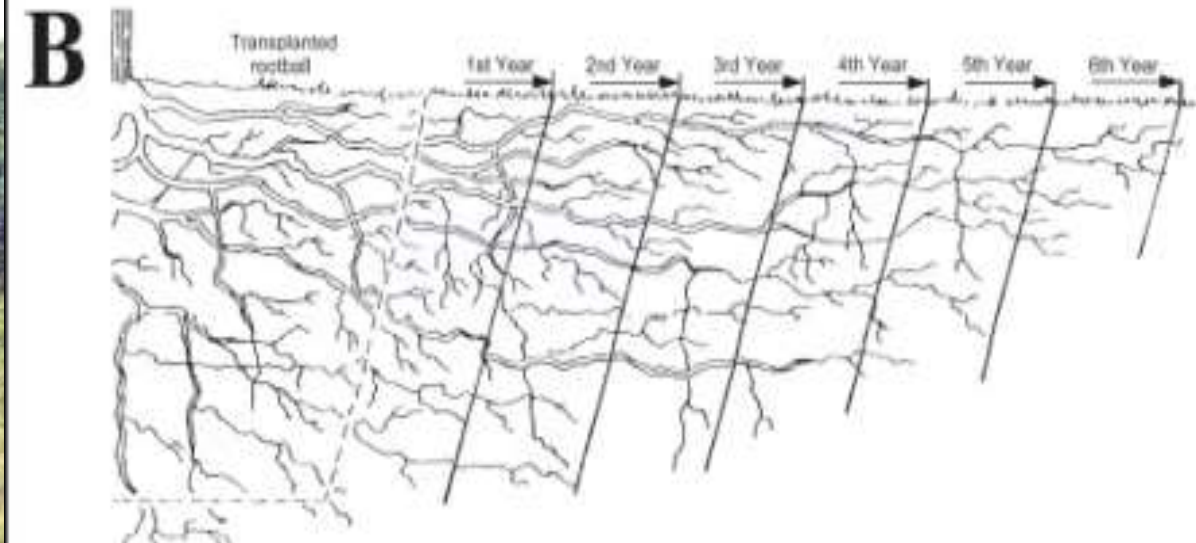 B
Transplanted
rootball
1st Year
2nd Year
3rd Year
4th Year
5th Year
6th Year